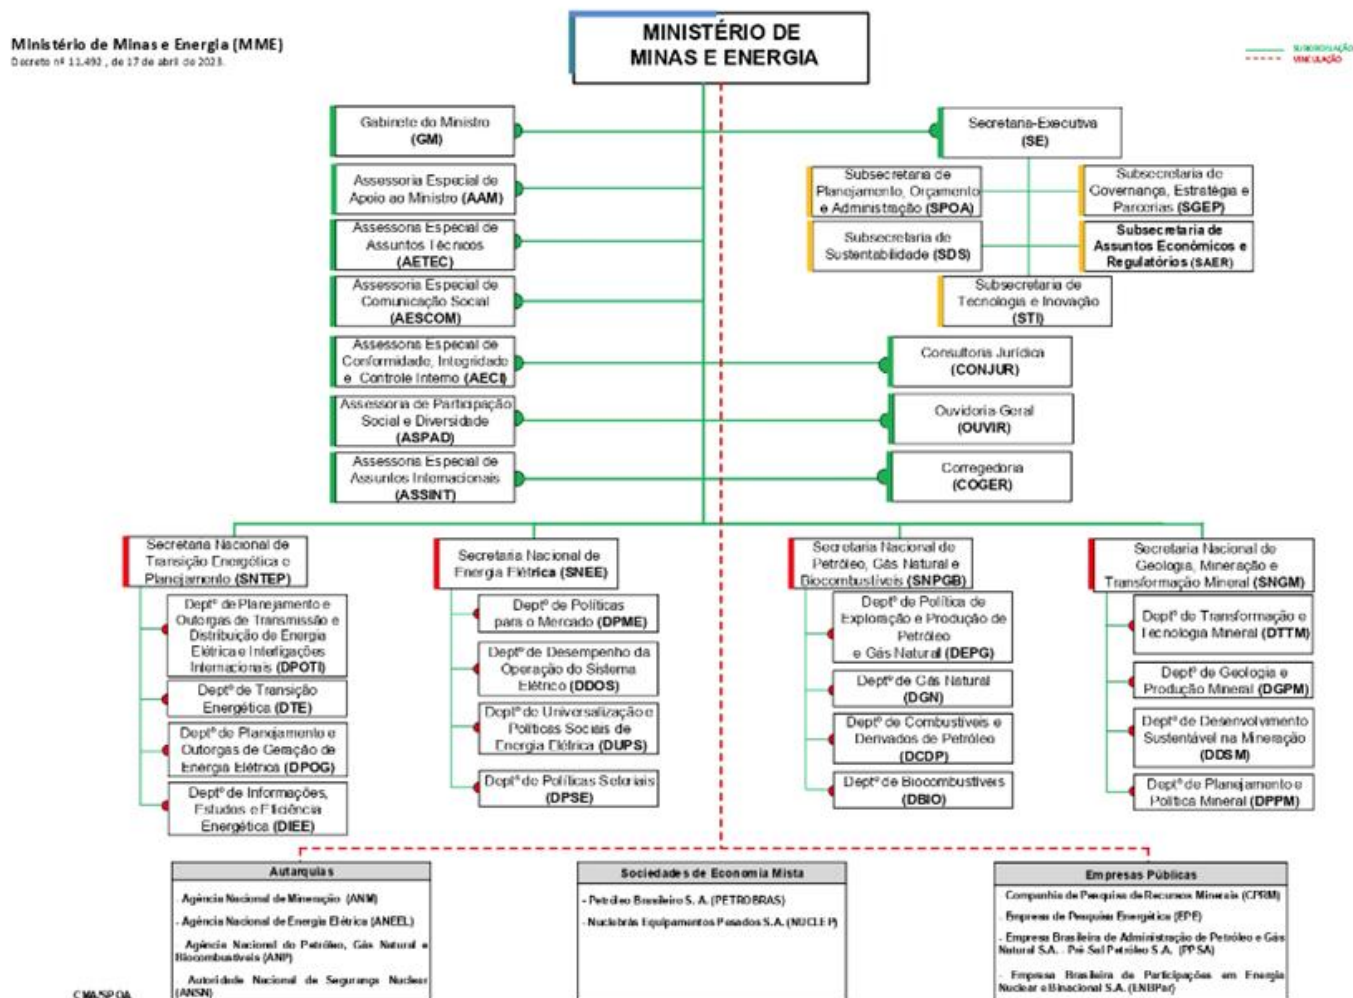 MINISTÉRIO DE
MINAS E ENERGIA
Ministério de Minas e Energia (MME)
Decreto nº 11.492 , de 17 de abril de 2023.
SUBORDINAÇÃO
VINCULAÇÃO
Gabinete do Ministro
(GM)
Secretaria-Executiva
(SE)
Assessoria Especial de
Apoio ao Ministro (AAM)
Subsecretaria de
Planejamento, Orçamento
e Administração (SPOA)
Subsecretaria de
Governança, Estratégia e
Parcerias (SGEP)
Assessoria Especial de
Assuntos Técnicos
(AETEC)
Subsecretaria de
Sustentabilidade (SDS)
Subsecretaria de
Assuntos Econômicos e
Regulatórios (SAER)
Assessoria Especial de
Comunicação Social
(AESCOM)
Subsecretaria de
Tecnologia e Inovação
(STI)
Assessoria Especial de
Conformidade, Integridade
e Controle Interno (AECI)
Consultoria Jurídica
(CONJUR)
Assessoria de Participação
Social e Diversidade
(ASPAD)
Ouvidoria Geral
(OUVIR)
Assessoria Especial de
Assuntos Internacionais
(ASSINT)
Corregedoria
(COGER)
Secretaria Nacional de
Transição Energética e
Planejamento (SNTEP)
Deptº de Planejamento e
Outorgas de Transmissão e
Distribuição de Energia
Elétrica e Interligações
Internacionais (DPOTI)
Deptº de Transição
Energética (DTE)
Deptº de Planejamento e
Outorgas de Geração de
Energia Elétrica (DPOG)
Deptº de Informações,
Estudos e Eficiência
Energética (DIEE)
Secretaria Nacional de
Energia Elétrica (SNEE)
Deptº de Políticas
para o Mercado (DPME)
Deptº de Desempenho da
Operação do Sistema
Elétrico (DDOS)
Deptº de Universalização e
Políticas Sociais de
Energia Elétrica (DUPS)
Deptº de Políticas Setoriais
(DPSE)
Secretaria Nacional de
Petróleo, Gás Natural e
Biocombustíveis (SNPGB)
Deptº de Política de
Exploração e Produção de
Petróleo
e Gás Natural (DEPG)
Deptº de Gás Natural
(DGN)
Deptº de Combustíveis e
Derivados de Petróleo
(DCDP)
Deptº de Biocombustíveis
(DBIO)
Secretaria Nacional de
Geologia, Mineração e
Transformação Mineral (SNGM)
Deptº de Transformação e
Tecnologia Mineral (DTTM)
Deptº de Geologia e
Produção Mineral (DGPM)
Deptº de Desenvolvimento
Sustentável na Mineração
(DDSM)
Deptº de Planejamento e
Política Mineral (DPPM)
Autarquias
- Agência Nacional de Mineração (ANM)
- Agência Nacional de Energia Elétrica (ANEEL)
- Agência Nacional do Petróleo, Gás Natural e
Biocombustíveis (ANP)
- Autoridade Nacional de Segurança Nuclear
(ANSN)
Sociedades de Economia Mista
- Petróleo Brasileiro S. A. (PETROBRAS)
- Nuclebrás Equipamentos Pesados S.A. (NUCLEP)
Empresas Públicas
- Companhia de Pesquisa de Recursos Minerais (CPRM)
- Empresa de Pesquisa Energética (EPE)
- Empresa Brasileira de Administração de Petróleo e Gás
Natural S.A. - Pré-Sal Petróleo S.A. (PPSA)
- Empresa Brasileira de Participações em Energia
Nuclear e Binacional S.A. (ENBPar)
CMA/SPOA